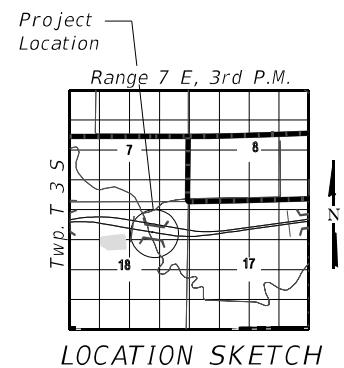 Project
Location
Range 7 E, 3rd P.M.
Twp. T 3 S
7
8
N
18
17
LOCATION SKETCH